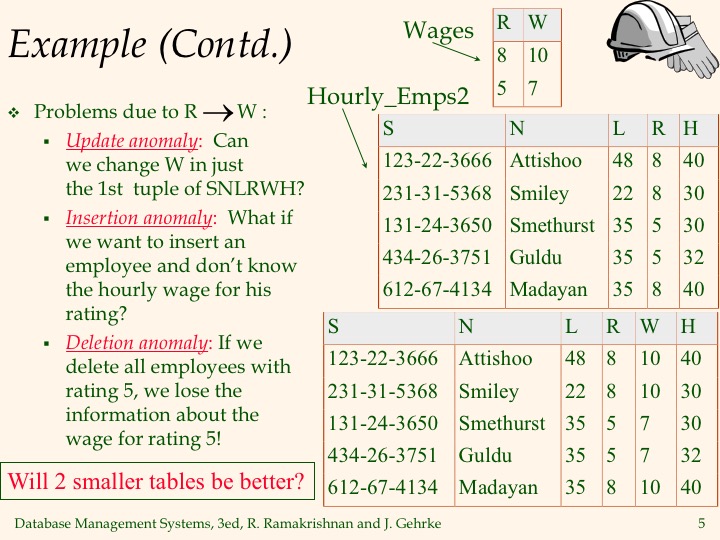 Example (Contd.)
❖ Problems due to R → W :
▪ Update anomaly: Can
we change W in just
the 1st tuple of SNLRWH?
▪ Insertion anomaly: What if
we want to insert an
employee and don’t know
the hourly wage for his
rating?
▪ Deletion anomaly: If we
delete all employees with
rating 5, we lose the
information about the
wage for rating 5!
Will 2 smaller tables be better?
Wages
R W
8 10
5 7
Hourly_Emps2
S N L R H
123-22-3666 Attishoo 48 8 40
231-31-5368 Smiley 22 8 30
131-24-3650 Smethurst 35 5 30
434-26-3751 Guldu 35 5 32
612-67-4134 Madayan 35 8 40
S N L R W H
123-22-3666 Attishoo 48 8 10 40
231-31-5368 Smiley 22 8 10 30
131-24-3650 Smethurst 35 5 7 30
434-26-3751 Guldu 35 5 7 32
612-67-4134 Madayan 35 8 10 40
Database Management Systems, 3ed, R. Ramakrishnan and J. Gehrke 5